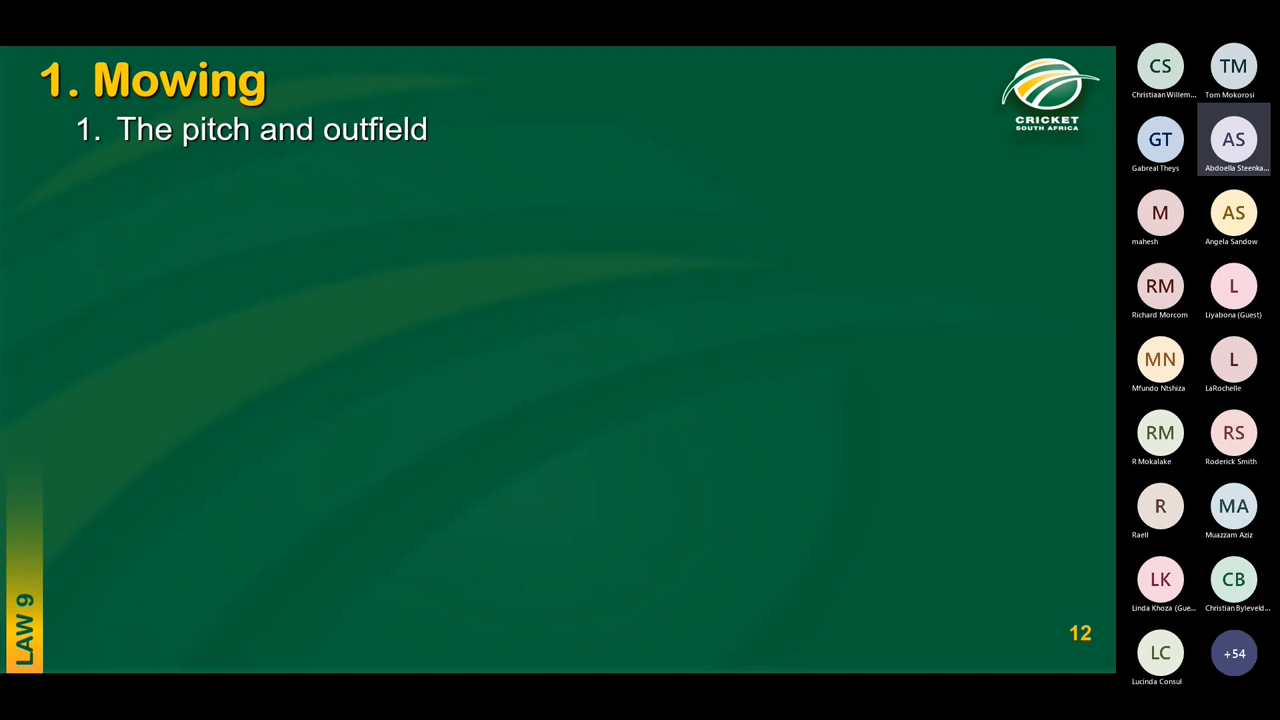 1. Mowing
1. The pitch and outfield
CRICKET
SOUTH AFRICA
LAW 9
12
CS
Christiaan Willem...
TM
Tom Mokorosi
GT
Gabreal Theys
AS
Abdoella Steenka...
M
mahesh
AS
Angela Sandow
RM
Richard Morcom
L
Liyabona (Guest)
MN
Mfundo Ntshiza
L
LaRochelle
RM
R Mokalake
RS
Roderick Smith
R
Raell
MA
Muazzam Aziz
LK
Linda Khoza (Gue...
CB
Christian Byleveld...
LC
Lucinda Consul
+54